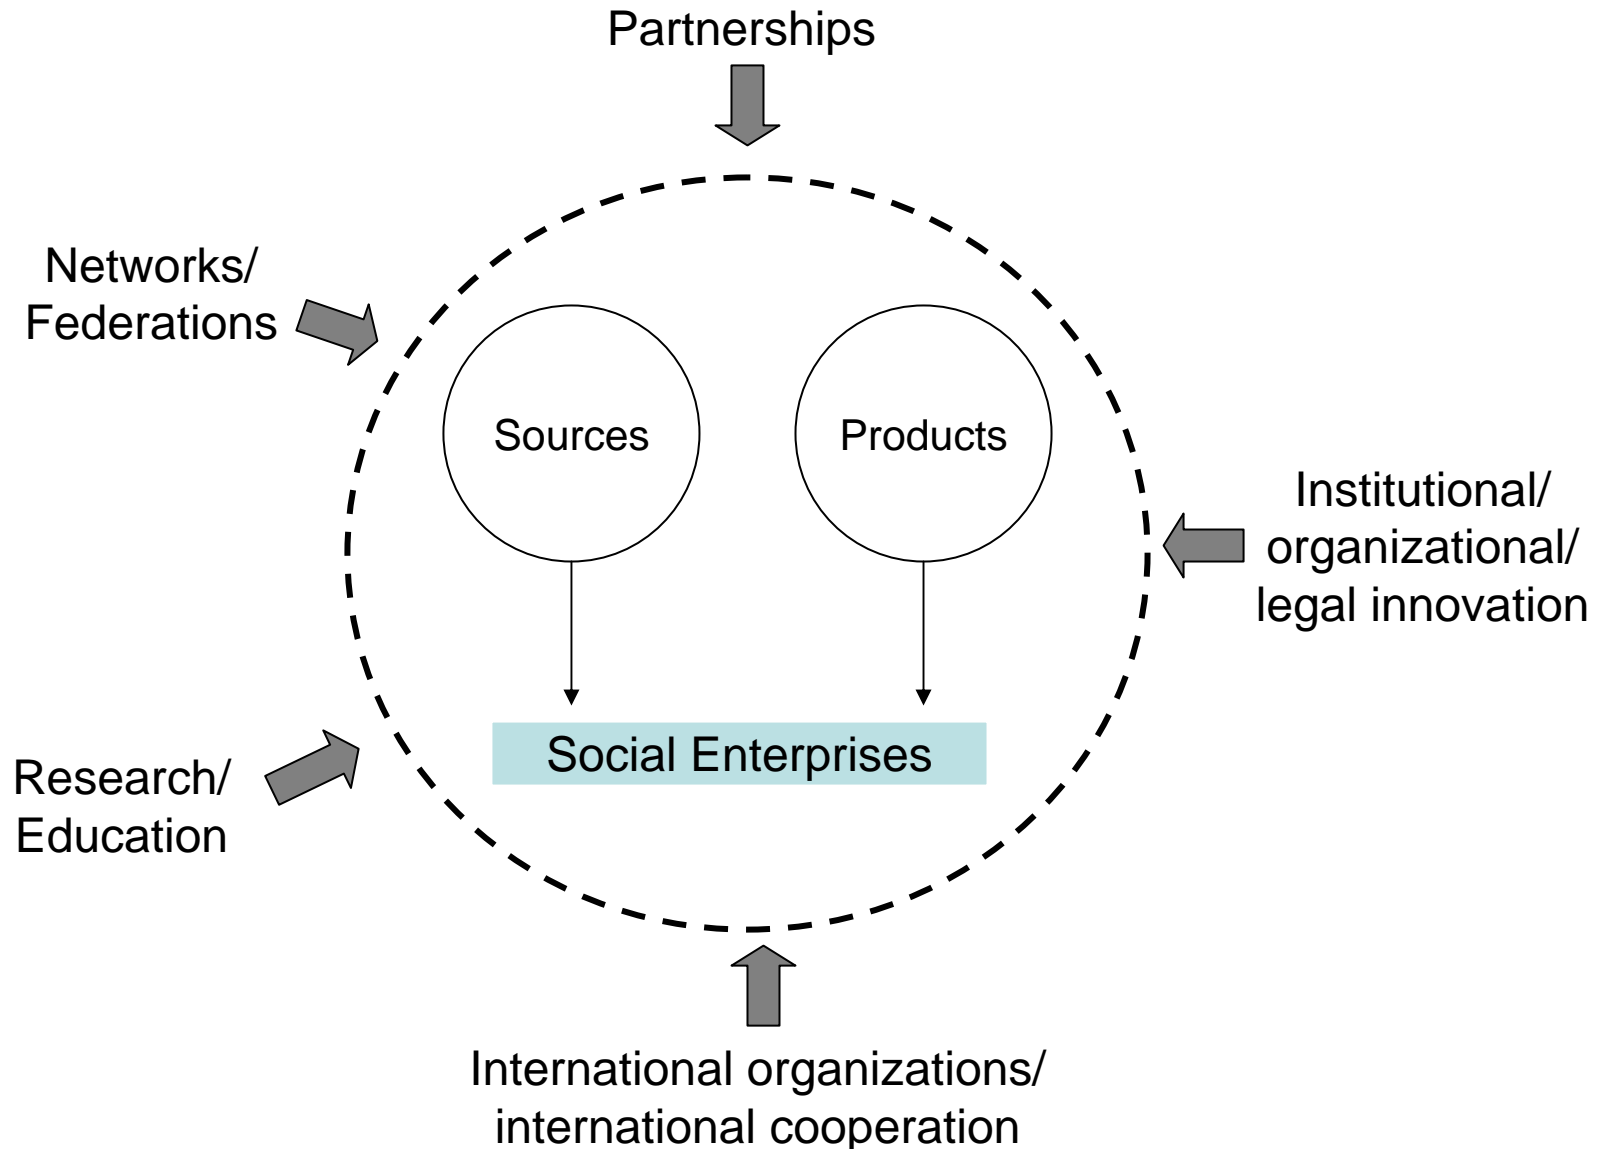 Partnerships
Networks/
Federations
Sources
Products
Institutional/
organizational/
legal innovation
Social Enterprises
Research/
Education
International organizations/
international cooperation